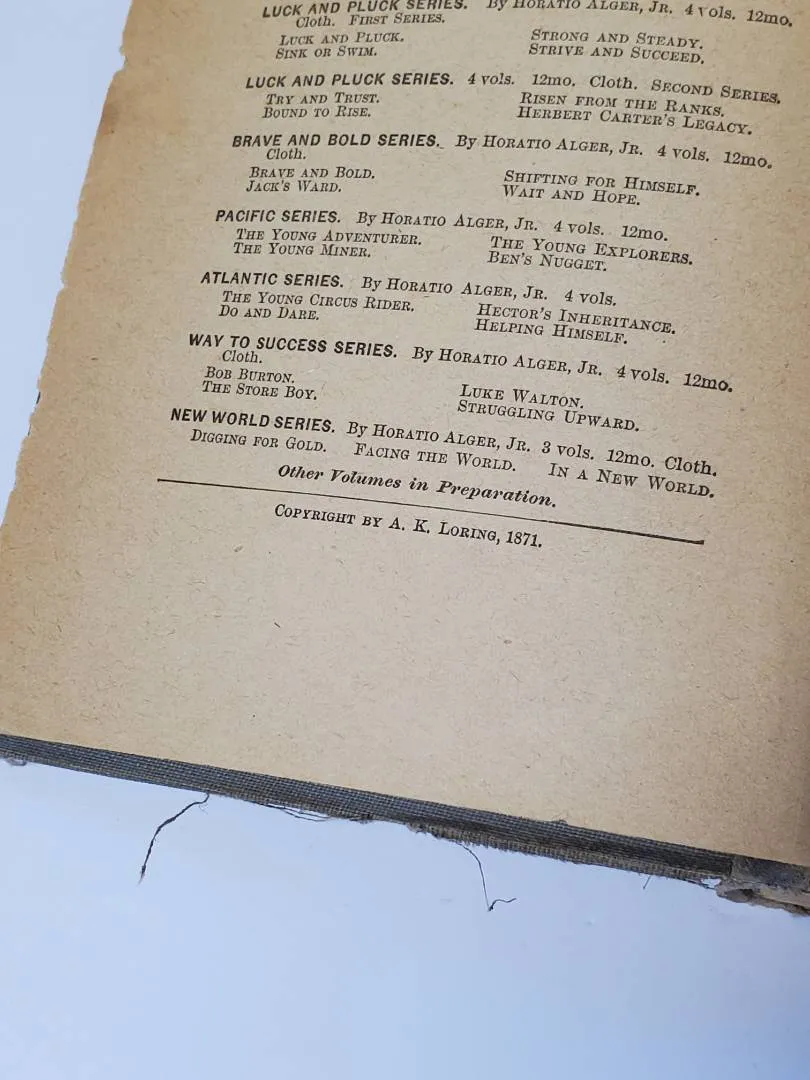 LUCK AND PLUCK SERIES. By HORATIO ALGER, JR. 4 vols. 12mo.
Cloth. FIRST SERIES.
LUCK AND PLUCK. STRONG AND STEADY.
SINK OR SWIM. STRIVE AND SUCCEED.
LUCK AND PLUCK SERIES. 4 vols. 12mo. Cloth. SECOND SERIES.
TRY AND TRUST. RISEN FROM THE RANKS.
BOUND TO RISE. HERBERT CARTER'S LEGACY.
BRAVE AND BOLD SERIES. By HORATIO ALGER, JR. 4 vols. 12mo.
Cloth.
BRAVE AND BOLD. SHIFTING FOR HIMSELF.
JACK'S WARD. WAIT AND HOPE.
PACIFIC SERIES. By HORATIO ALGER, JR. 4 vols. 12mo.
THE YOUNG ADVENTURER. THE YOUNG EXPLORERS.
THE YOUNG MINER. BEN'S NUGGET.
ATLANTIC SERIES. By HORATIO ALGER, JR. 4 vols.
THE YOUNG CIRCUS RIDER. HECTOR'S INHERITANCE.
DO AND DARE. HELPING HIMSELF.
WAY TO SUCCESS SERIES. By HORATIO ALGER, JR. 4 vols. 12mo.
Cloth.
BOB BURTON. LUKE WALTON.
THE STORE BOY. STRUGGLING UPWARD.
NEW WORLD SERIES. By HORATIO ALGER, JR. 3 vols. 12mo. Cloth.
DIGGING FOR GOLD. FACING THE WORLD. IN A NEW WORLD.
Other Volumes in Preparation.
COPYRIGHT BY A. K. LORING, 1871.